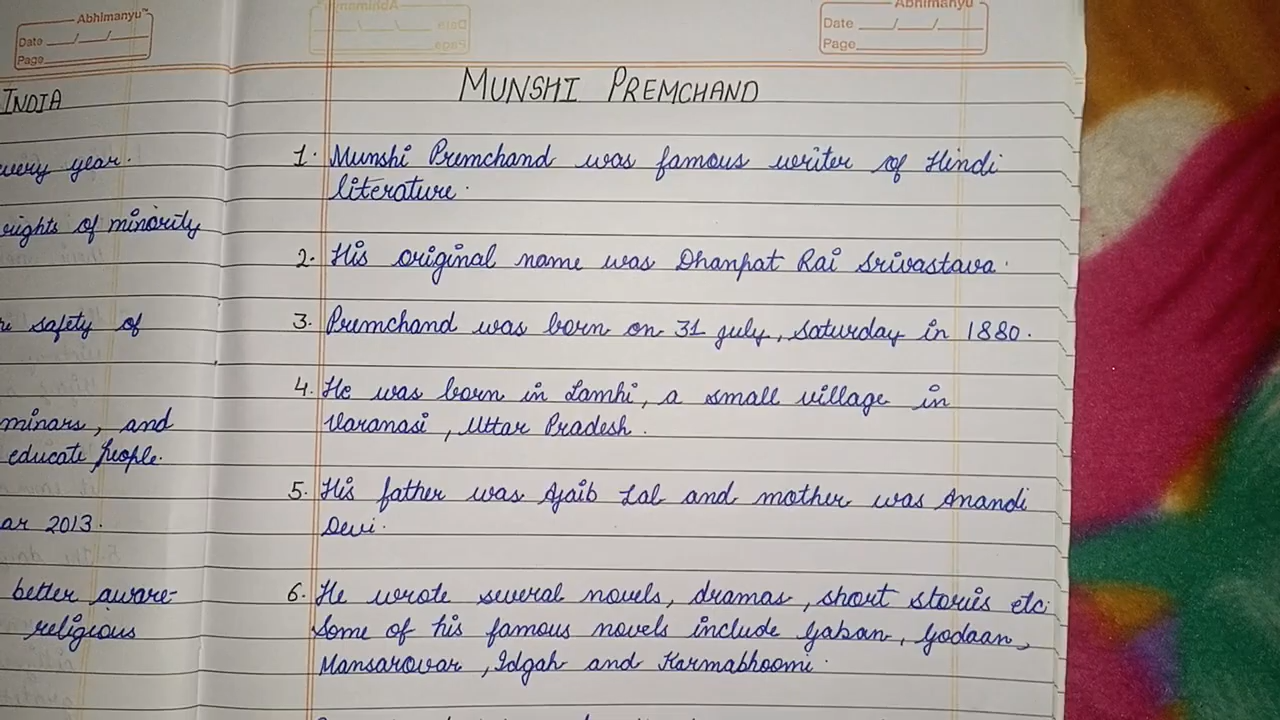 Abhimanyu
Date
Page
Abhimanyu
Date
Page
INDIA
every year.
rights of minority
safety of
minars, and
educate people.
ar 2013.
better aware-
religious
MUNSHI PREMCHAND
1. Munshi Premchand was famous writer of Hindi
literature.
2. His original name was Dhanpat Rai Srivastava.
3. Premchand was born on 31 july, saturday in 1880.
4. He was born in Lamhi, a small village in
Varanasi, Uttar Pradesh.
5. His father was Ajaib Lal and mother was Anandi
Devi.
6. He wrote several novels, dramas, short stories etc.
Some of his famous novels include Gaban, Godaan,
Mansarovar, Idgah and Karmabhoomi.